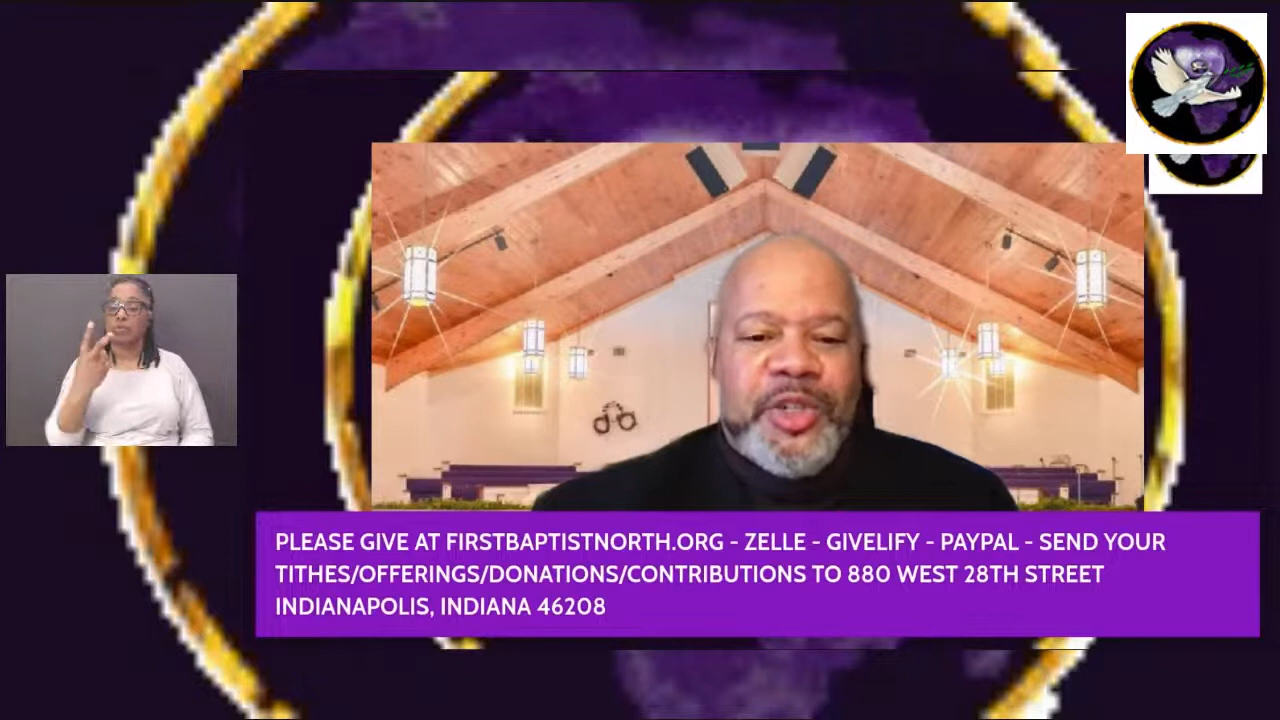 PLEASE GIVE AT FIRSTBAPTISTNORTH.ORG - ZELLE - GIVELIFY - PAYPAL - SEND YOUR
TITHES/OFFERINGS/DONATIONS/CONTRIBUTIONS TO 880 WEST 28TH STREET
INDIANAPOLIS, INDIANA 46208